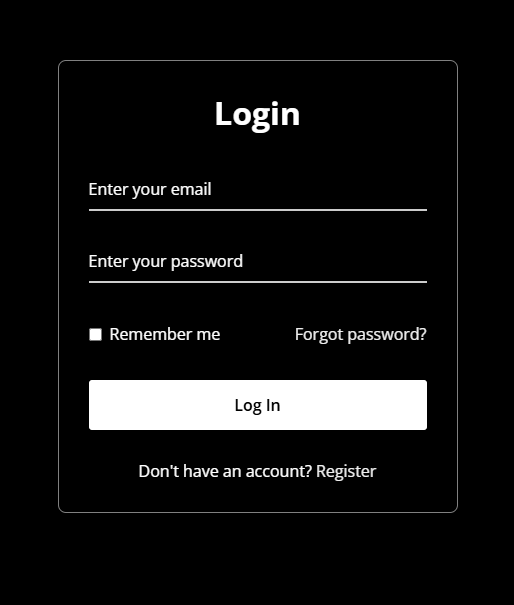 Login
Enter your email
Enter your password
Remember me Forgot password?
Log In
Don't have an account? Register